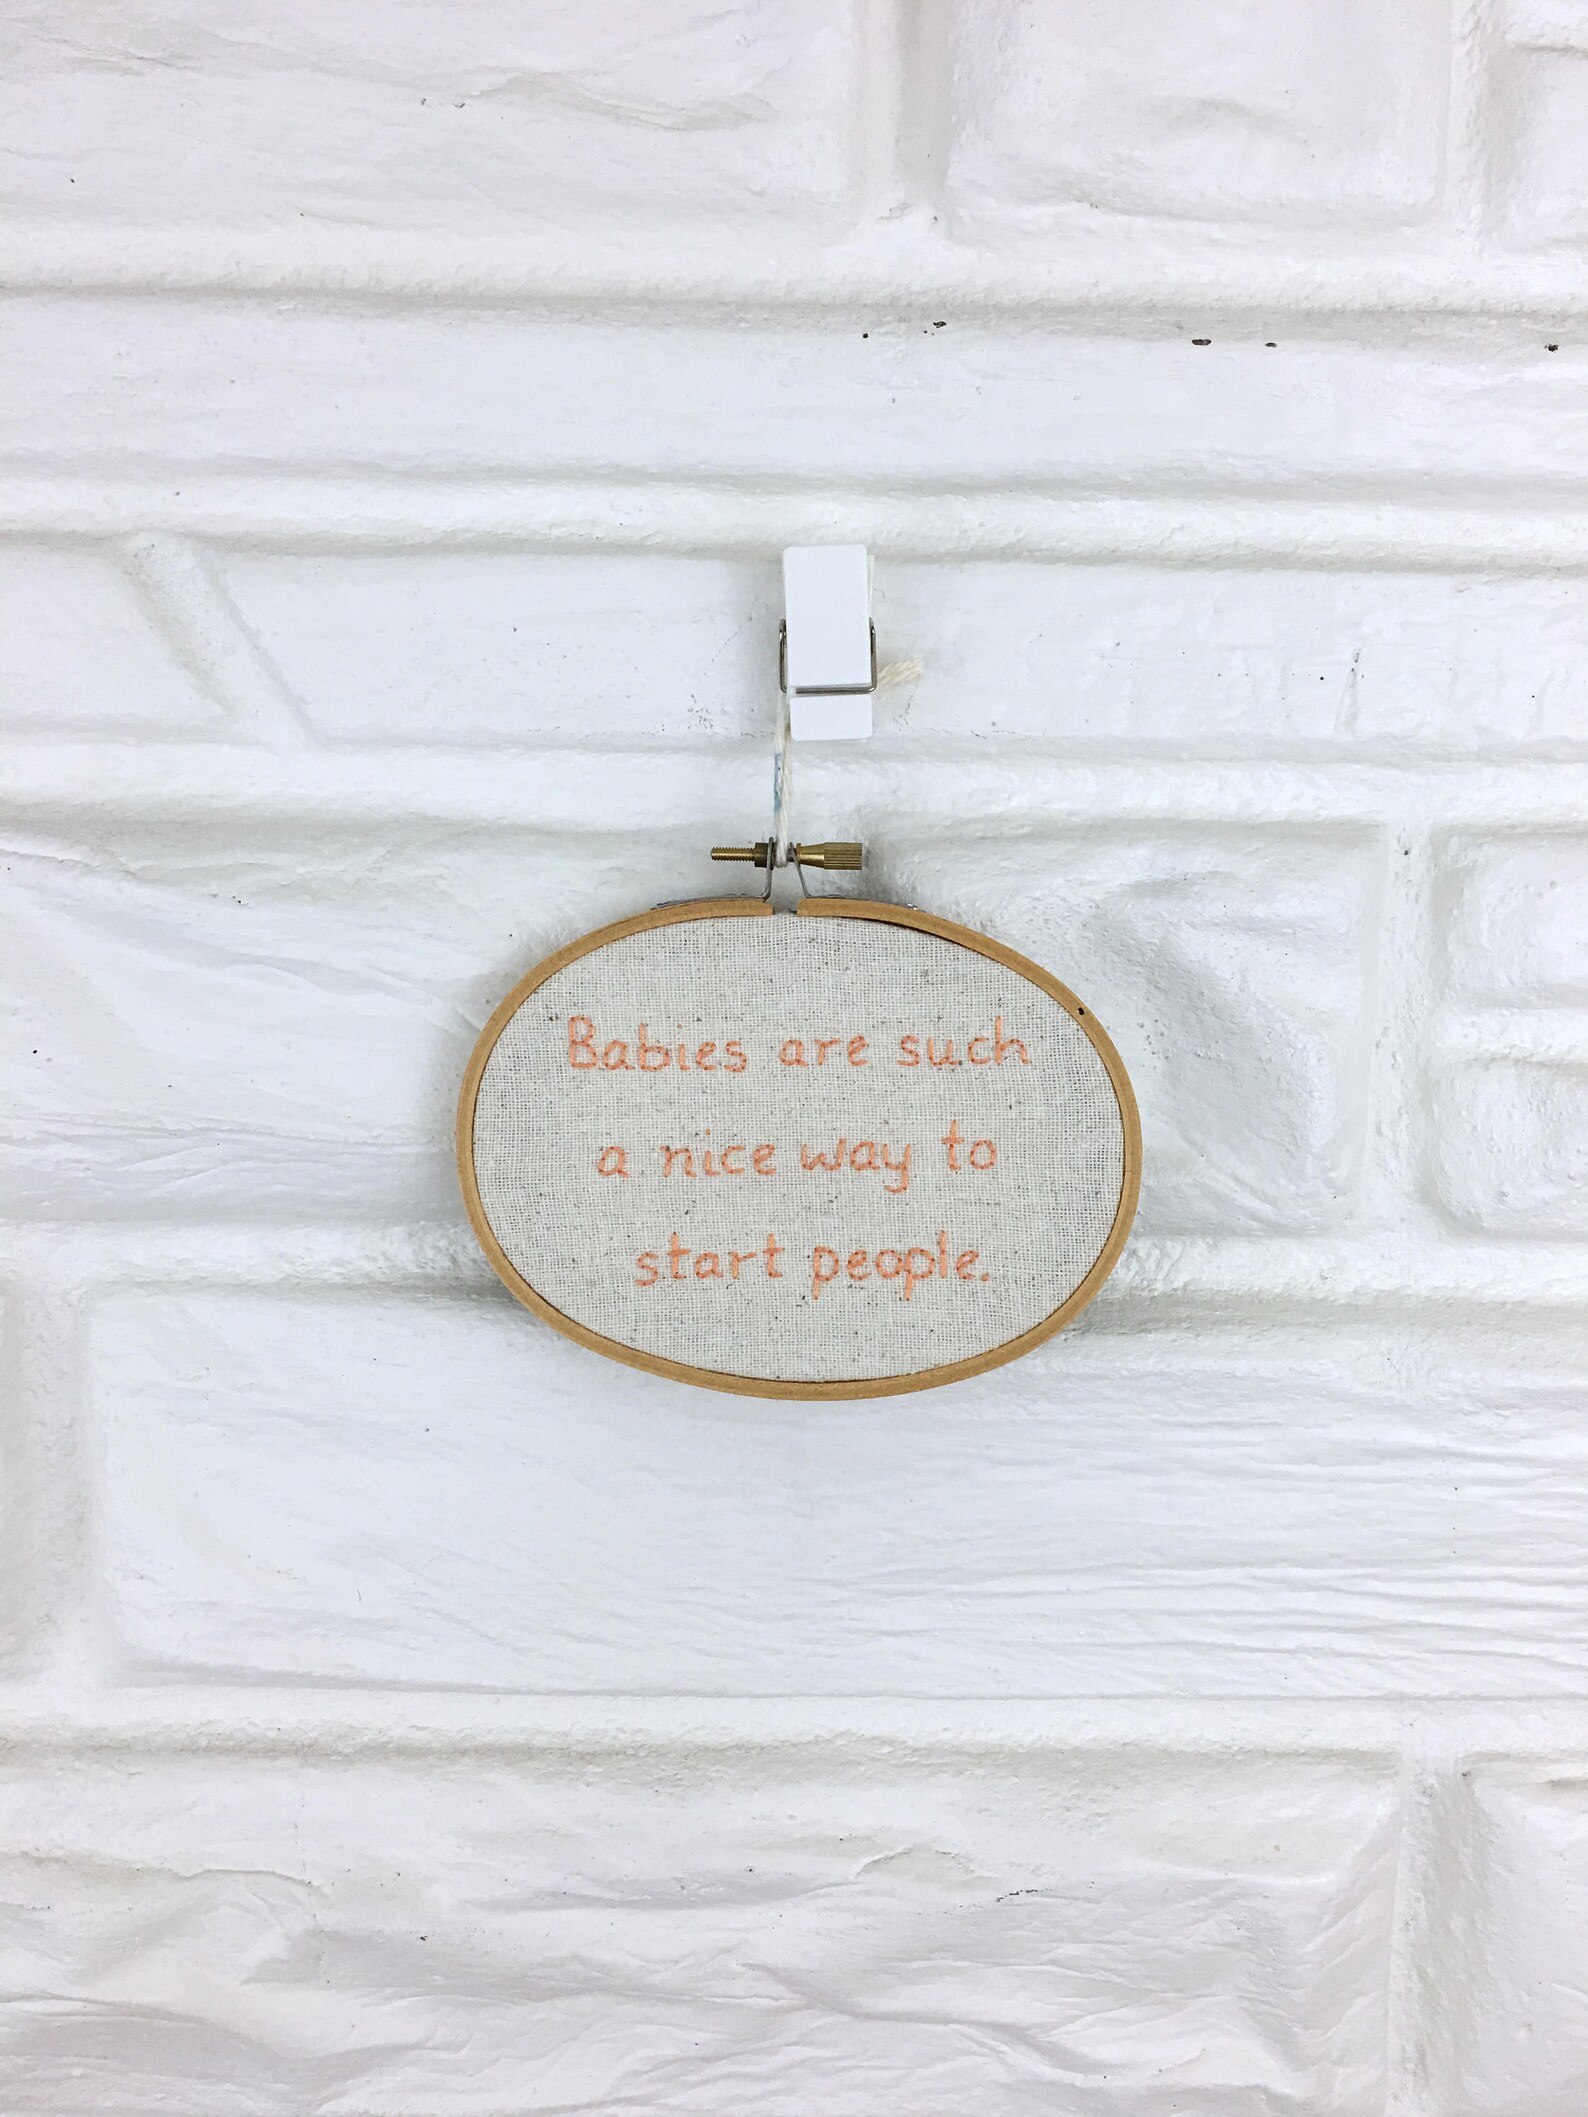 Babies are such
a nice way to
start people.